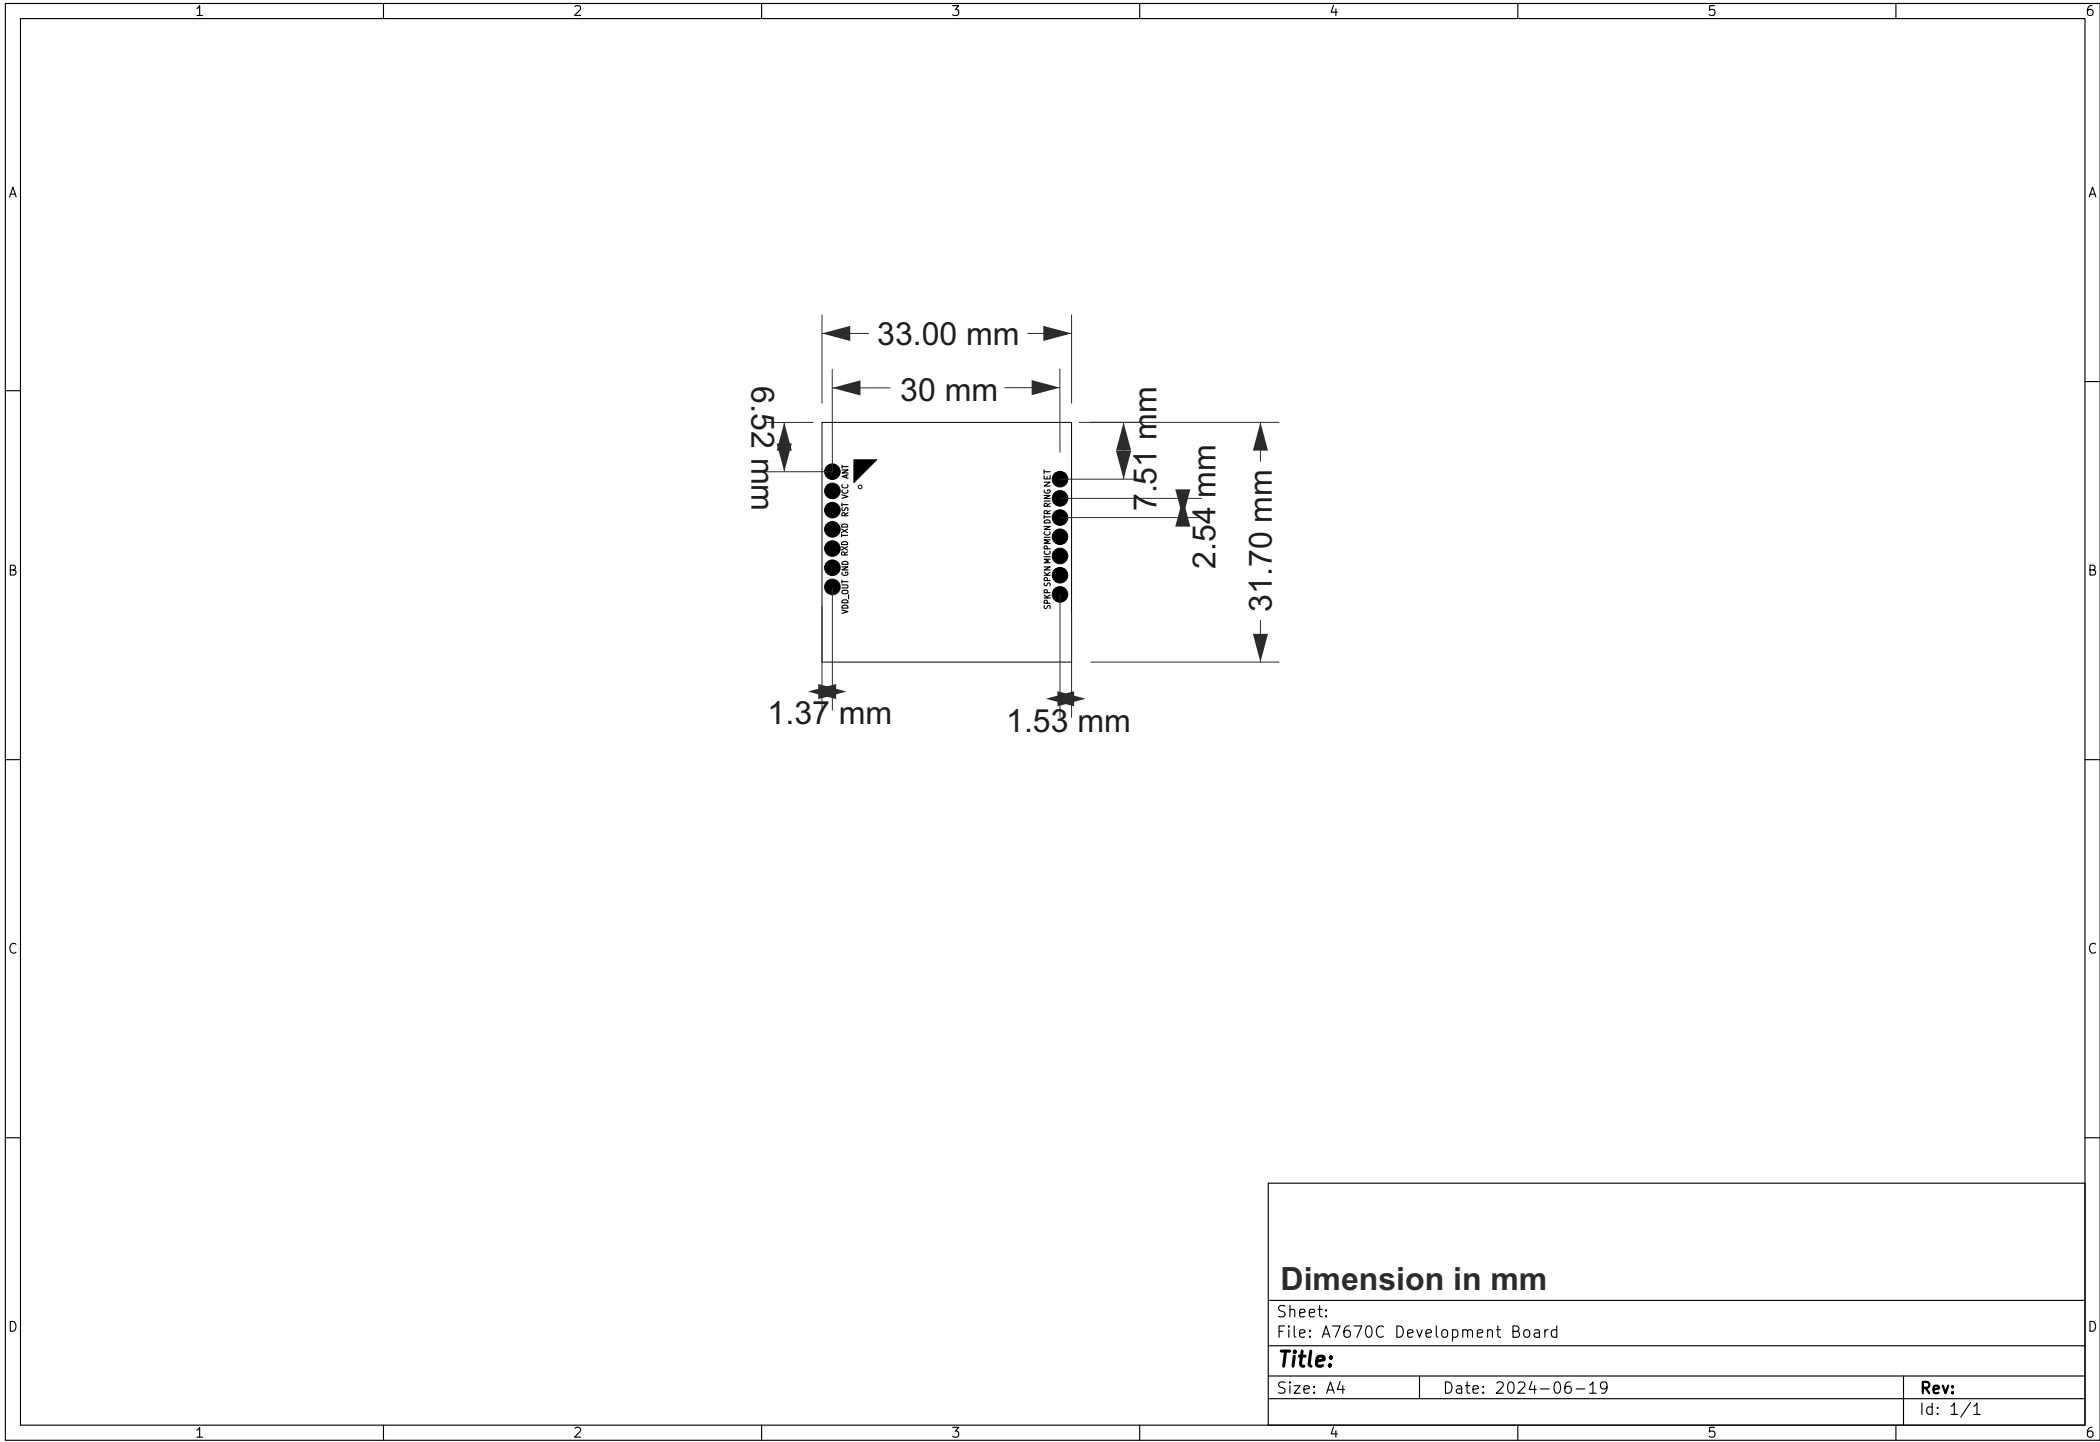 1 2 3 4 5 6
A A
B B
C C
D D
33.00 mm
30 mm
6.52 mm
7.51 mm
2.54 mm
31.70 mm
ANT
VCC
RST
TXD
RXD
GND
VDD_OUT
NET
RING
DTR
MICN
MICP
SPKN
SPKP
1.37 mm
1.53 mm
Dimension in mm
Sheet:
File: A7670C Development Board
Title:
Size: A4 Date: 2024-06-19 Rev:
Id: 1/1
1 2 3 4 5 6